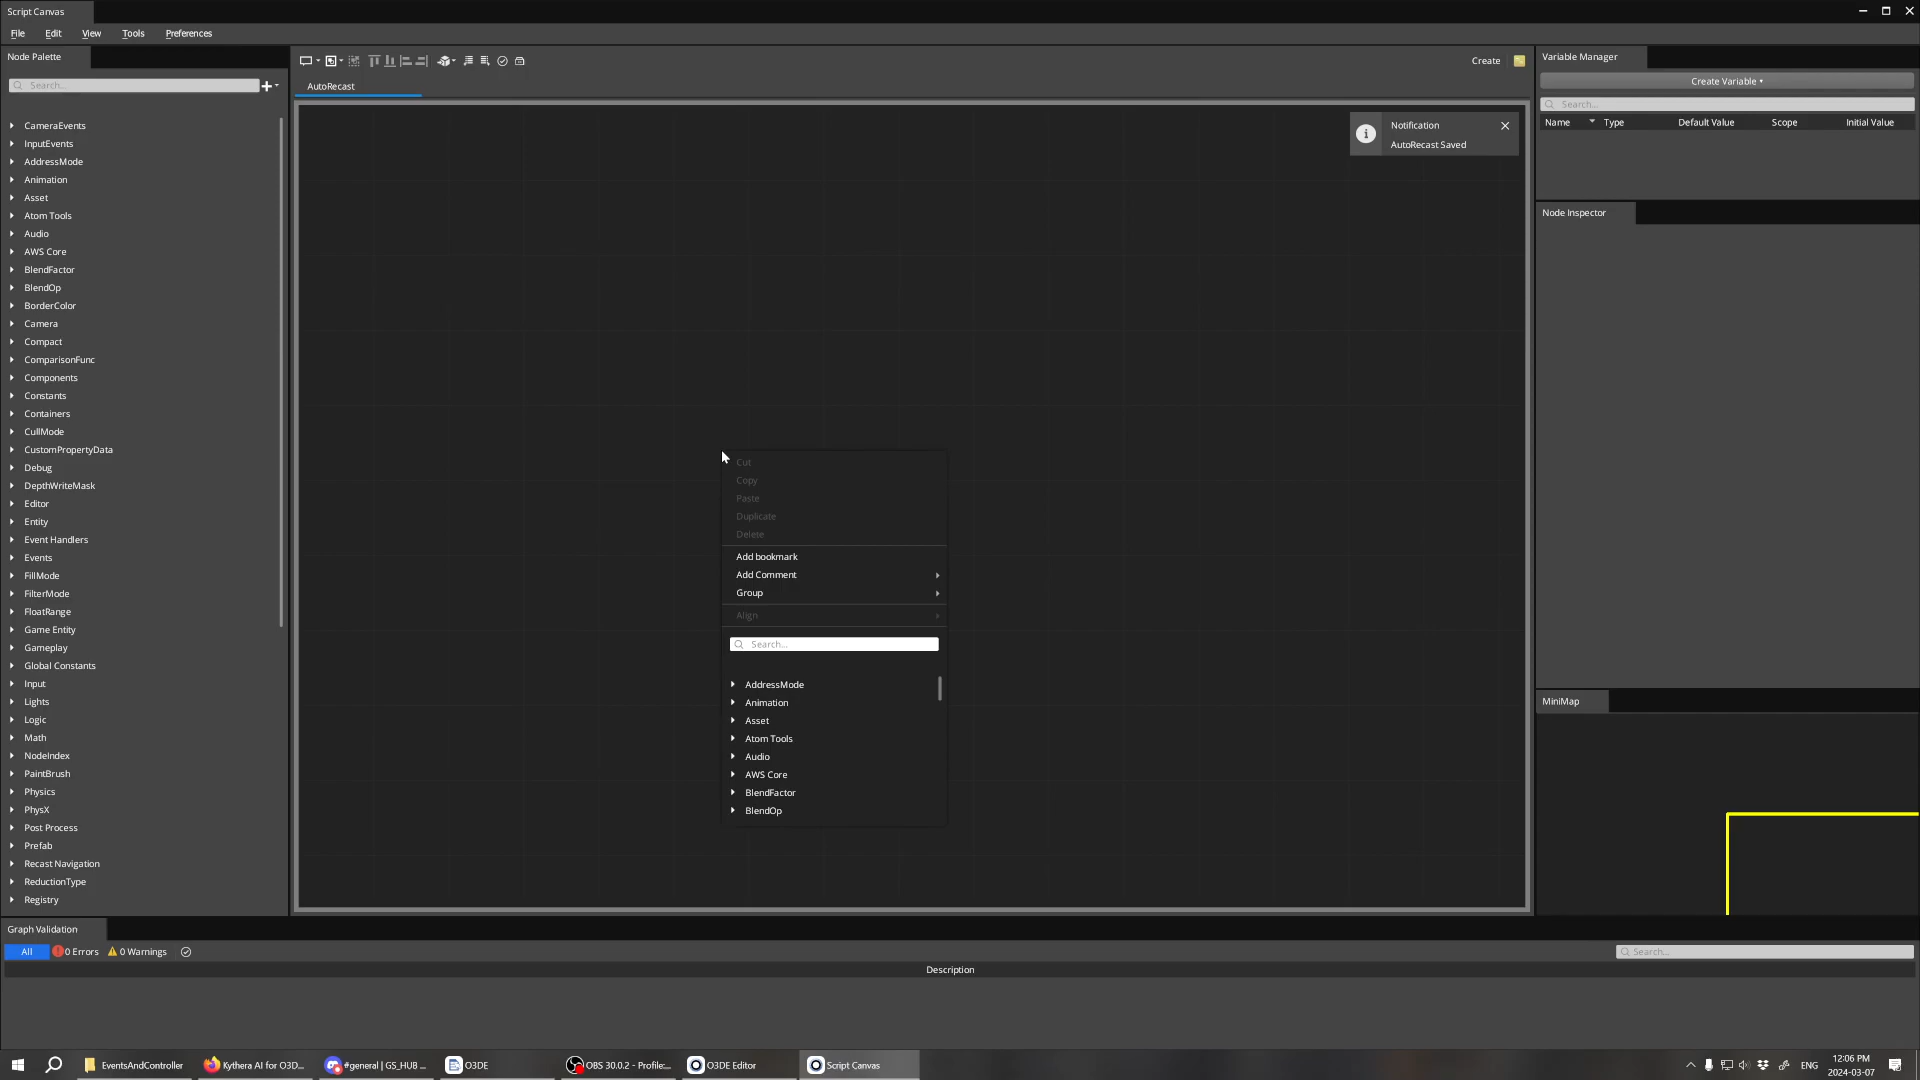 Script Canvas
File Edit View Tools Preferences
Node Palette
Search...
CameraEvents
InputEvents
AddressMode
Animation
Asset
Atom Tools
Audio
AWS Core
BlendFactor
BlendOp
BorderColor
Camera
Compact
ComparisonFunc
Components
Constants
Containers
CullMode
CustomPropertyData
Debug
DepthWriteMask
Editor
Entity
Event Handlers
Events
FillMode
FilterMode
FloatRange
Game Entity
Gameplay
Global Constants
Input
Lights
Logic
Math
NodeIndex
PaintBrush
Physics
PhysX
Post Process
Prefab
Recast Navigation
ReductionType
Registry
Create
AutoRecast
Notification
AutoRecast Saved
Cut
Copy
Paste
Duplicate
Delete
Add bookmark
Add Comment
Group
Align
Search...
AddressMode
Animation
Asset
Atom Tools
Audio
AWS Core
BlendFactor
BlendOp
Variable Manager
Create Variable
Search...
Name Type Default Value Scope Initial Value
Node Inspector
MiniMap
Graph Validation
All 0 Errors 0 Warnings
Search...
Description
EventsAndController
Kythera AI for O3D...
#general | GS_HUB ...
O3DE
OBS 30.0.2 - Profile:...
O3DE Editor
Script Canvas
ENG
12:06 PM
2024-03-07